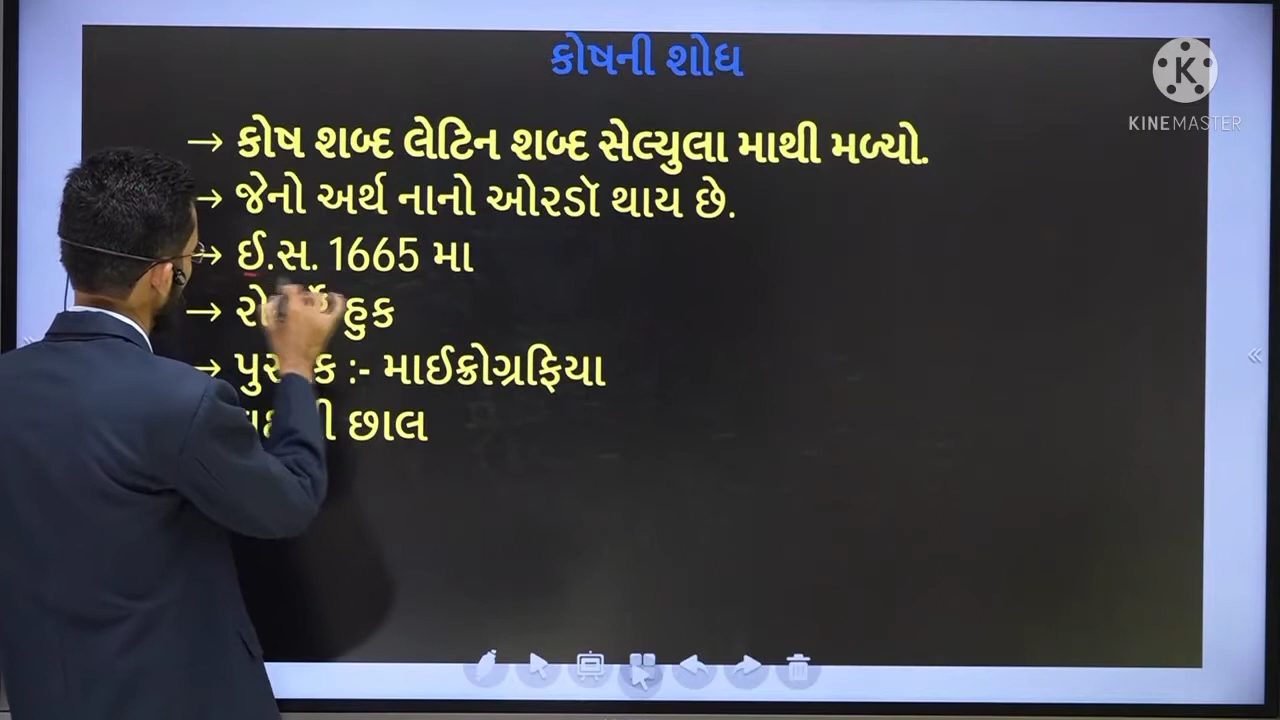 કોષની શોધ
→ કોષ શબ્દ લેટિન શબ્દ સેલ્યુલા માથી મળ્યો.
→ જેનો અર્થ નાનો ઓરડૉ થાય છે.
→ ઈ.સ. 1665 મા
→ હુક
→ :- માઈક્રોગ્રફિયા
છાલ
KINEMASTER